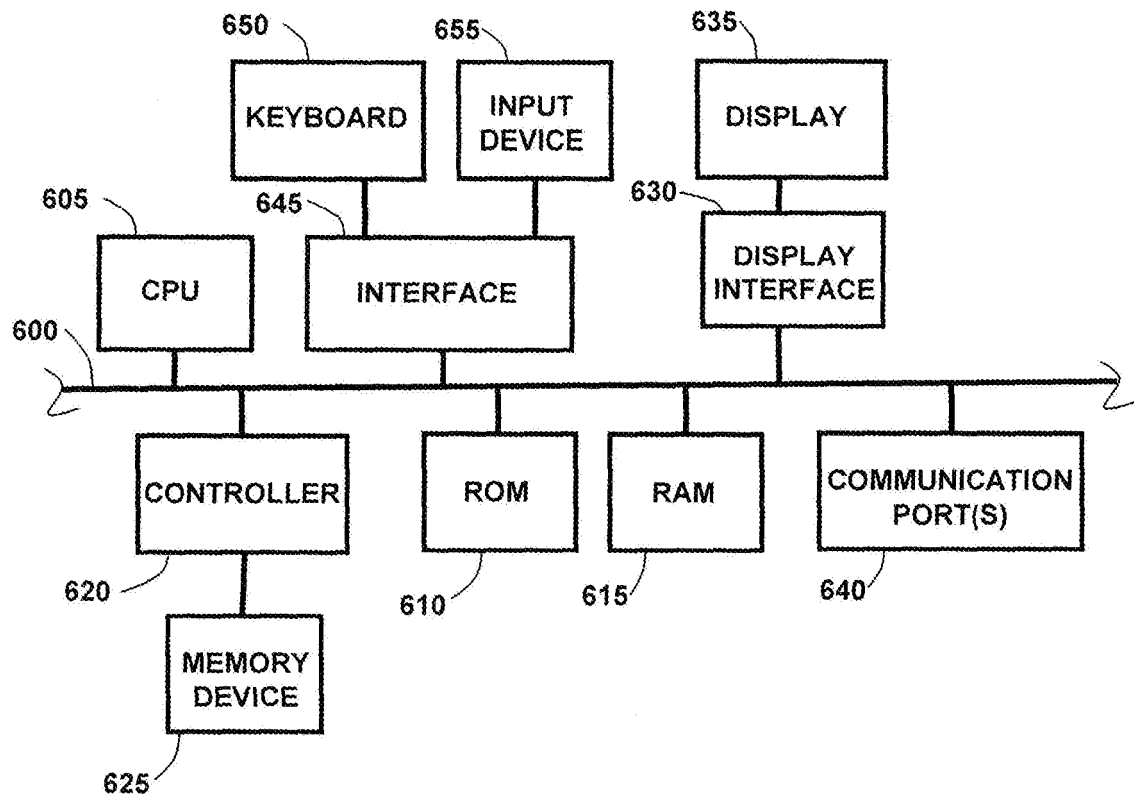 650
655
635
KEYBOARD
INPUT
DEVICE
DISPLAY
605
645
630
CPU
INTERFACE
DISPLAY
INTERFACE
600
CONTROLLER
ROM
RAM
COMMUNICATION
PORT(S)
620
610
615
640
MEMORY
DEVICE
625